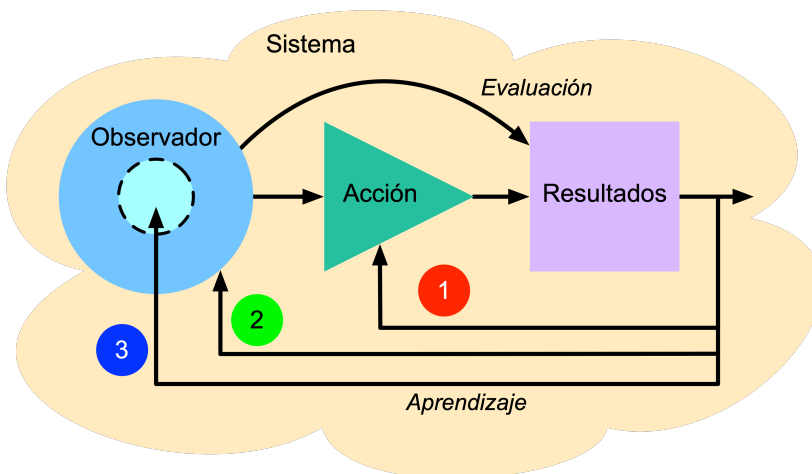 Sistema
Evaluación
Observador
Acción
Resultados
1
2
3
Aprendizaje